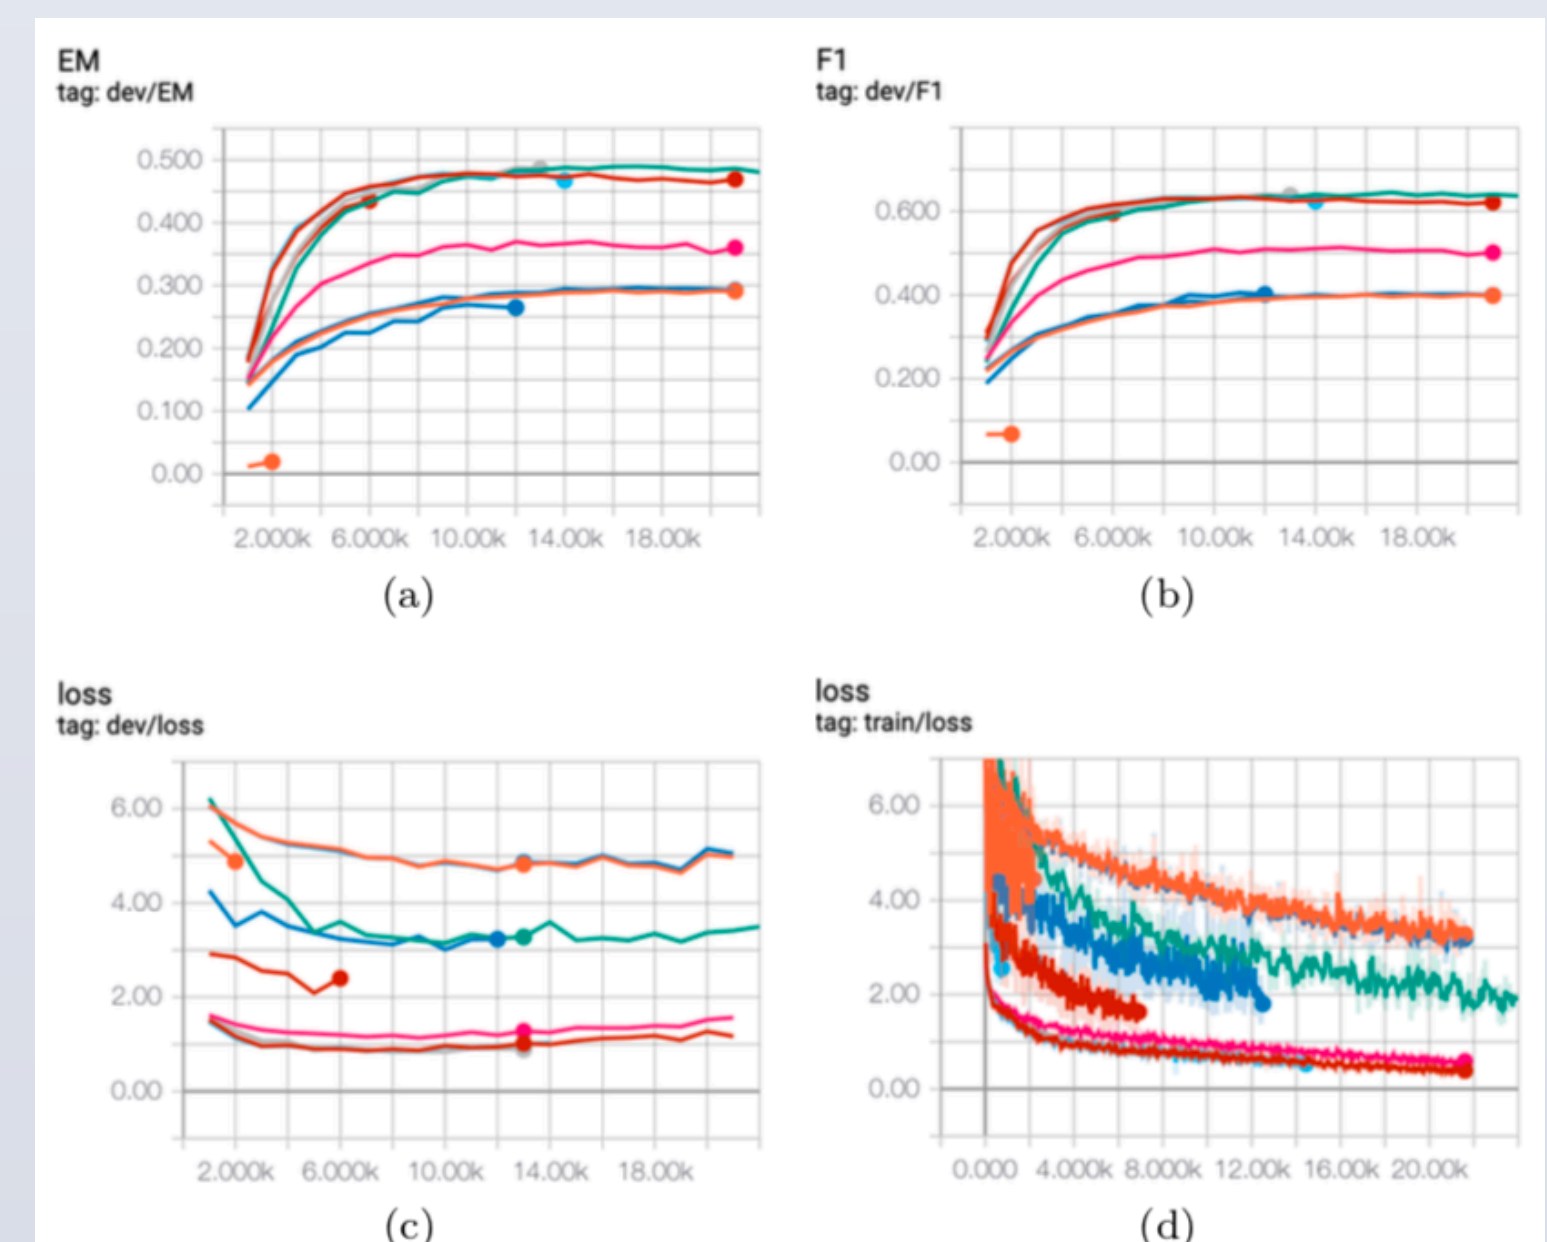 EM
tag: dev/EM
0.500
0.400
0.300
0.200
0.100
0.00
2.000k 6.000k 10.00k 14.00k 18.00k
(a)
F1
tag: dev/F1
0.600
0.400
0.200
0.00
2.000k 6.000k 10.00k 14.00k 18.00k
(b)
loss
tag: dev/loss
6.00
4.00
2.00
0.00
2.000k 6.000k 10.00k 14.00k 18.00k
(c)
loss
tag: train/loss
6.00
4.00
2.00
0.00
0.000 4.000k 8.000k 12.00k 16.00k 20.00k
(d)